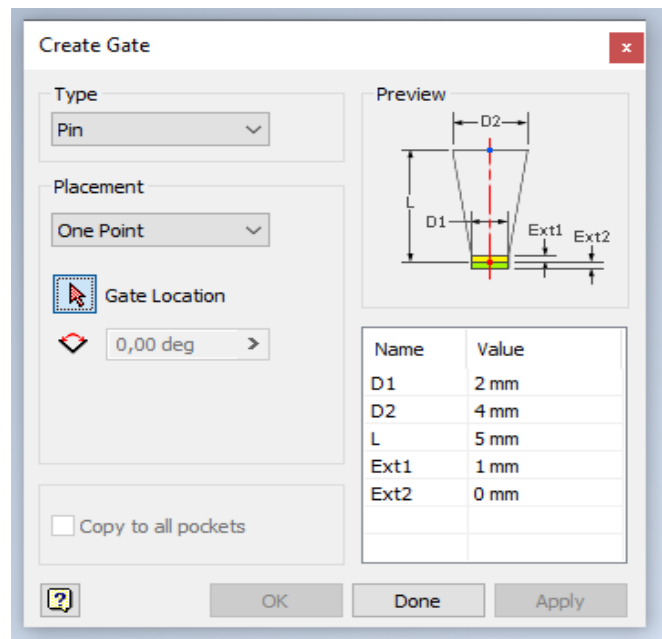 Create Gate
x
Type
Pin
Placement
One Point
Gate Location
0,00 deg >
Copy to all pockets
Preview
D2
L
D1
Ext1
Ext2
Name Value
D1 2 mm
D2 4 mm
L 5 mm
Ext1 1 mm
Ext2 0 mm
? OK Done Apply